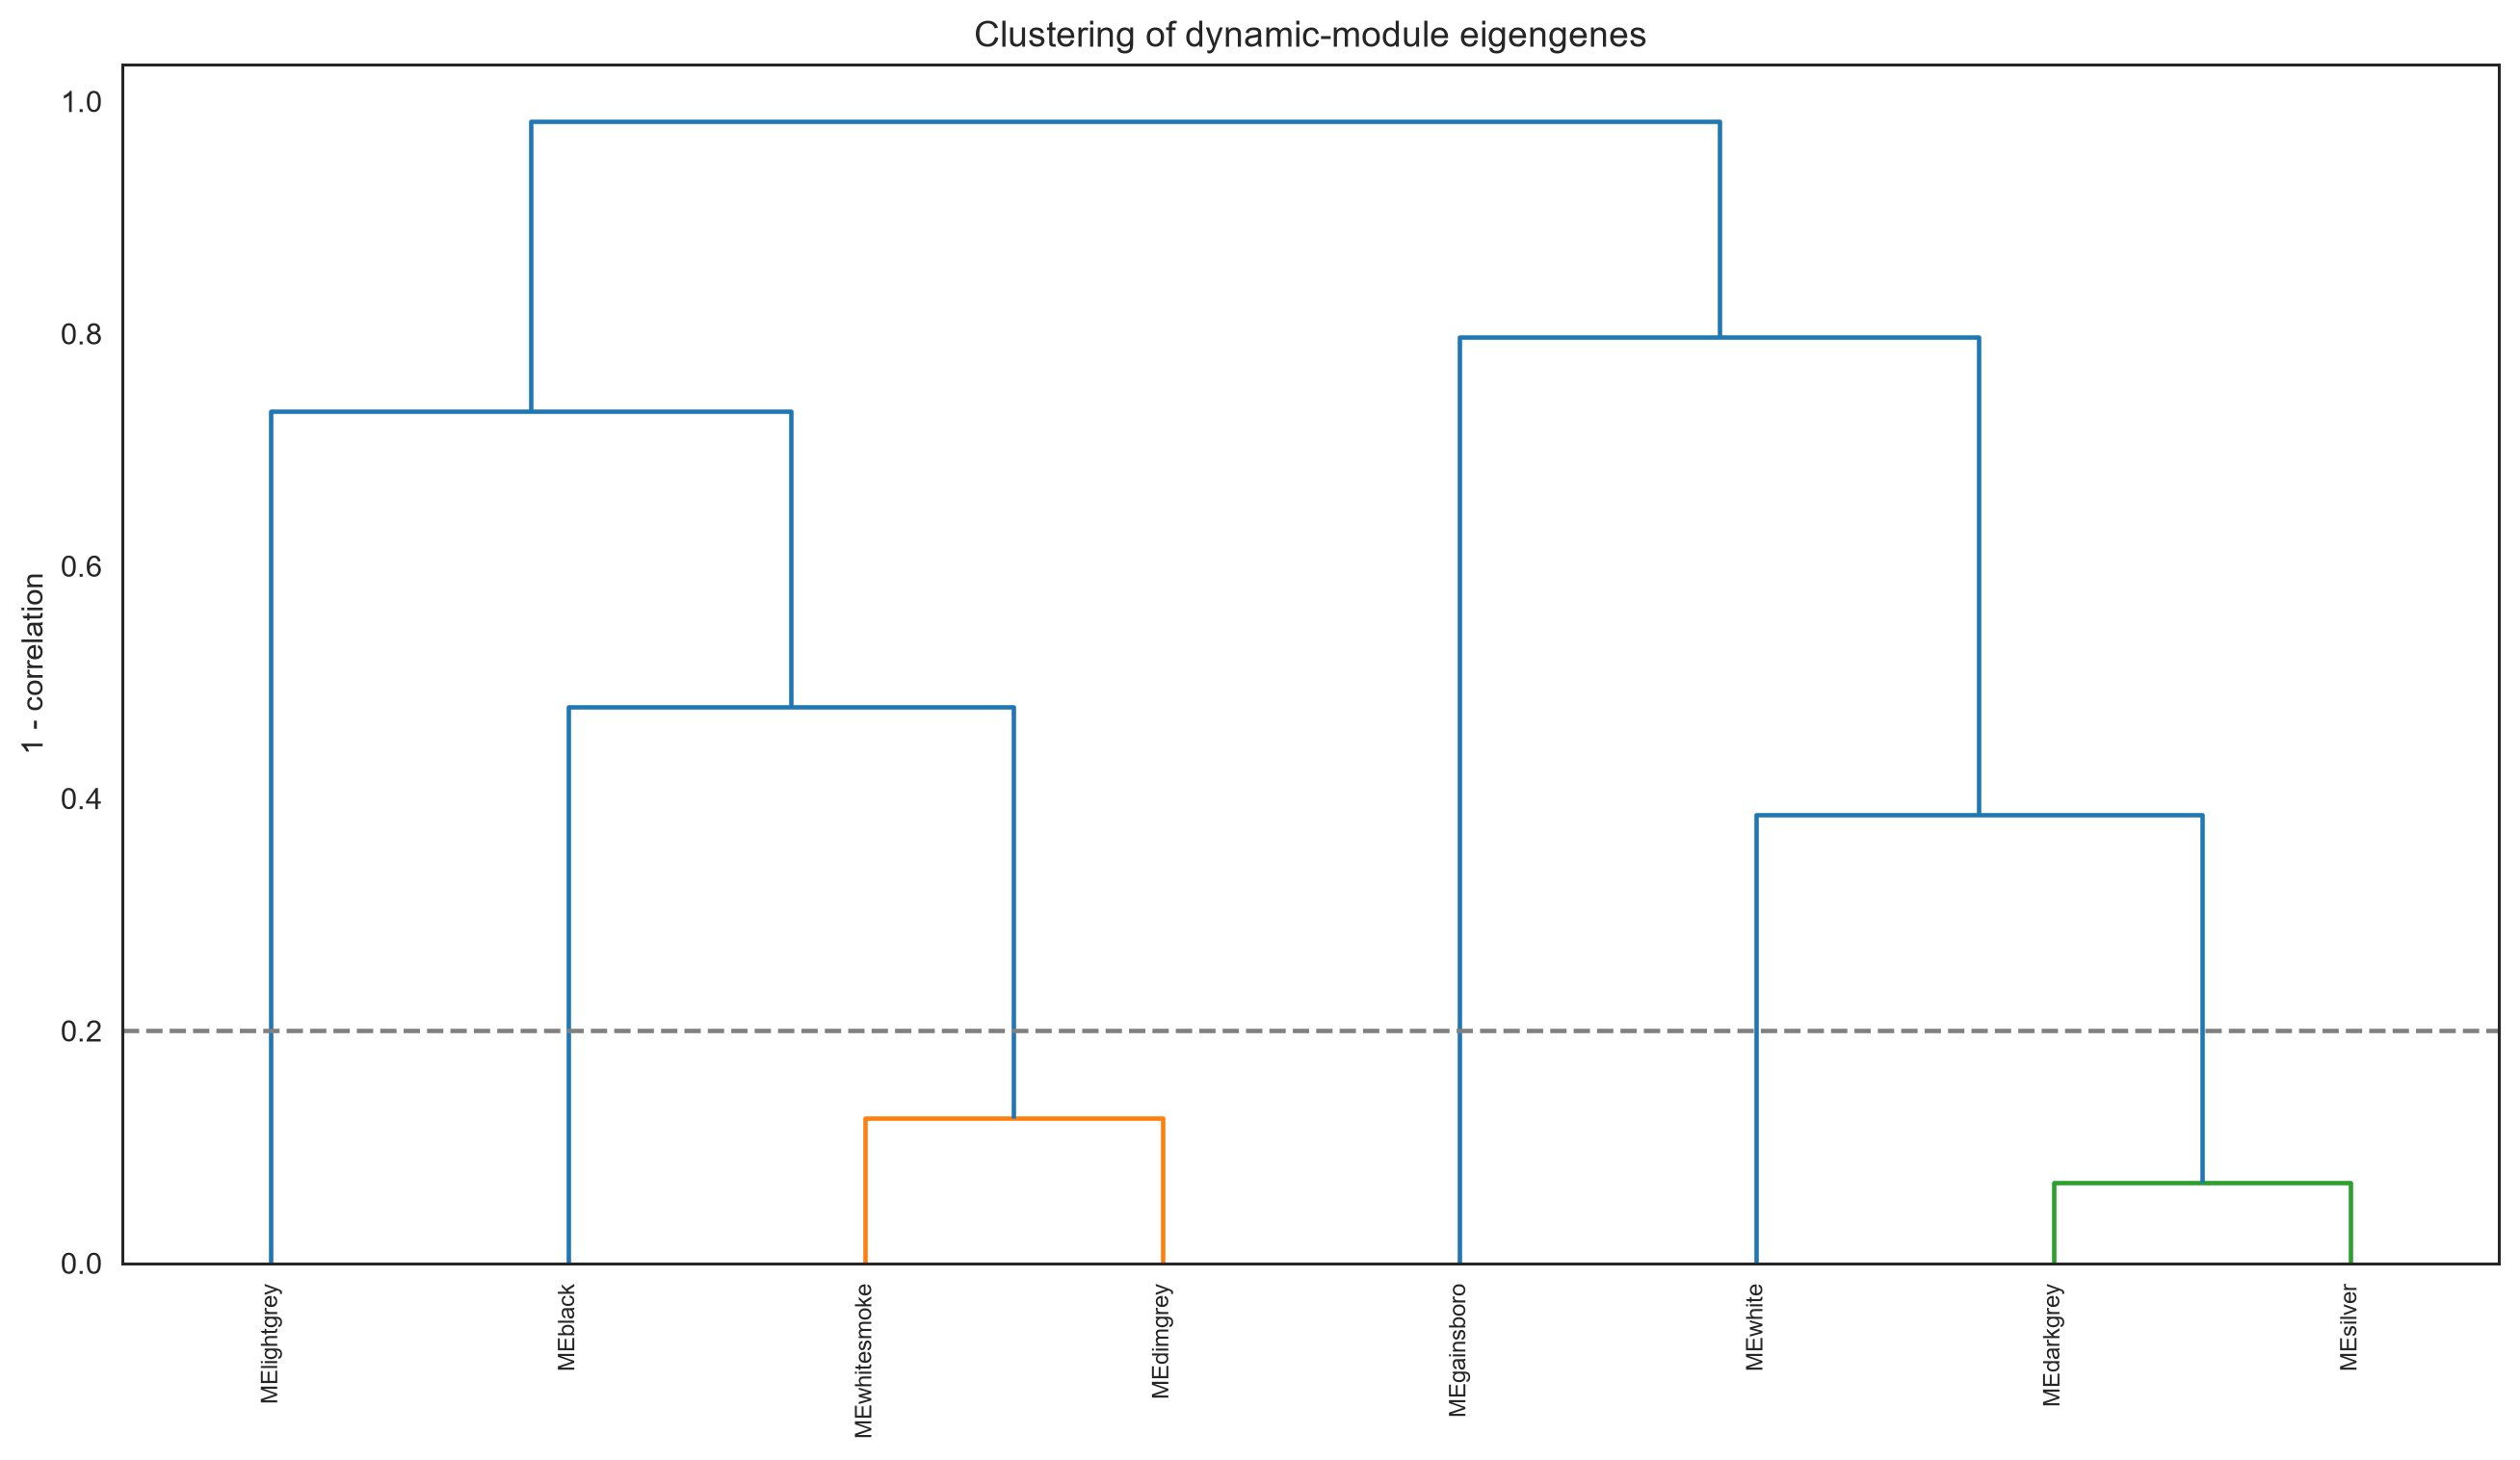 Clustering of dynamic-module eigengenes
1 - correlation
1.0
0.8
0.6
0.4
0.2
0.0
MElightgrey
MEblack
MEwhitesmoke
MEdimgrey
MEgainsboro
MEwhite
MEdarkgrey
MEsilver